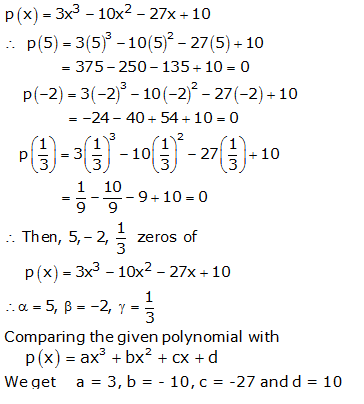 p(x) = 3x³ – 10x² – 27x + 10
∴ p(5) = 3(5)³ – 10(5)² – 27(5) + 10
= 375 – 250 – 135 + 10 = 0
p(–2) = 3(–2)³ – 10(–2)² – 27(–2) + 10
= –24 – 40 + 54 + 10 = 0
p(1/3) = 3(1/3)³ – 10(1/3)² – 27(1/3) + 10
= 1/9 – 10/9 – 9 + 10 = 0
∴ Then, 5, – 2, 1/3 zeros of
p(x) = 3x³ – 10x² – 27x + 10
∴ α = 5, β = –2, γ = 1/3
Comparing the given polynomial with
p(x) = ax³ + bx² + cx + d
We get a = 3, b = - 10, c = -27 and d = 10